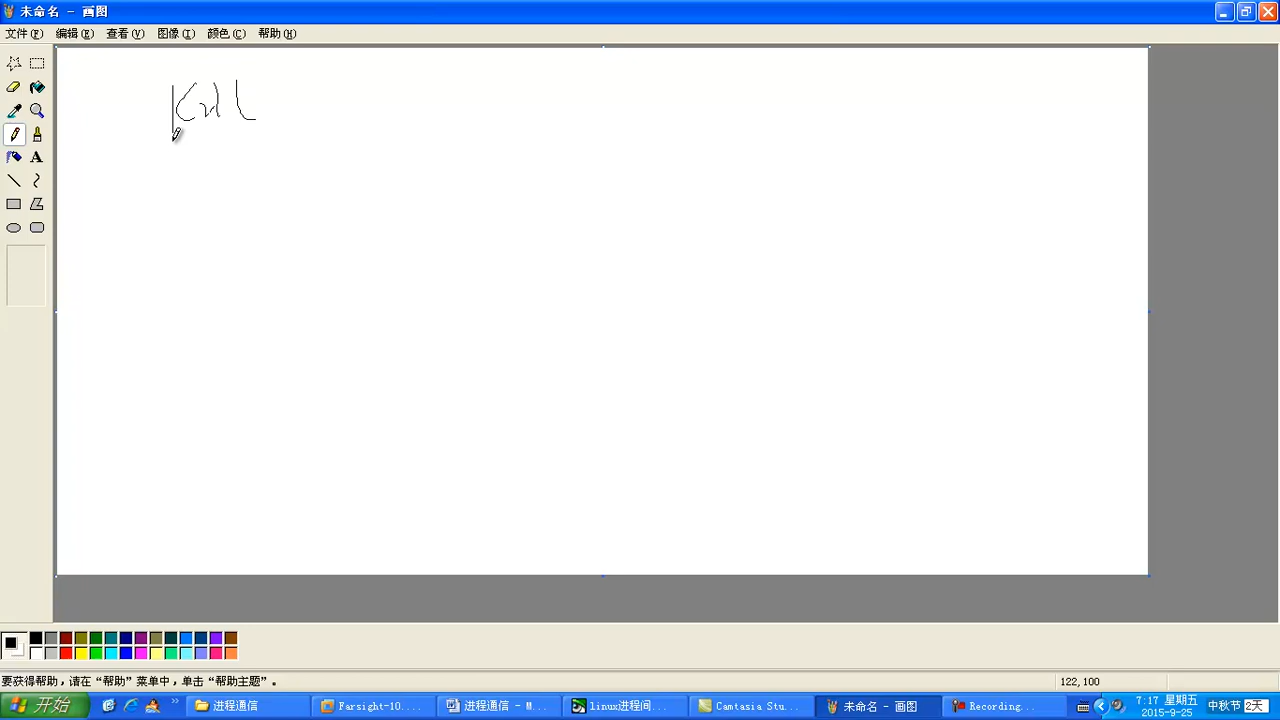 未命名 - 画图
文件(F) 编辑(E) 查看(V) 图像(I) 颜色(C) 帮助(H)
要获得帮助,请在“帮助”菜单中,单击“帮助主题”。 122,100
开始 进程通信 Farsight-10.... 进程通信 - M... linux进程间... Camtasia Stu... 未命名 - 画图 Recording... 7:17 星期五 中秋节 2天
2015-9-25